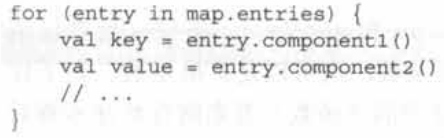 for (entry in map.entries) {
    val key = entry.component1()
    val value = entry.component2()
    // ...
}